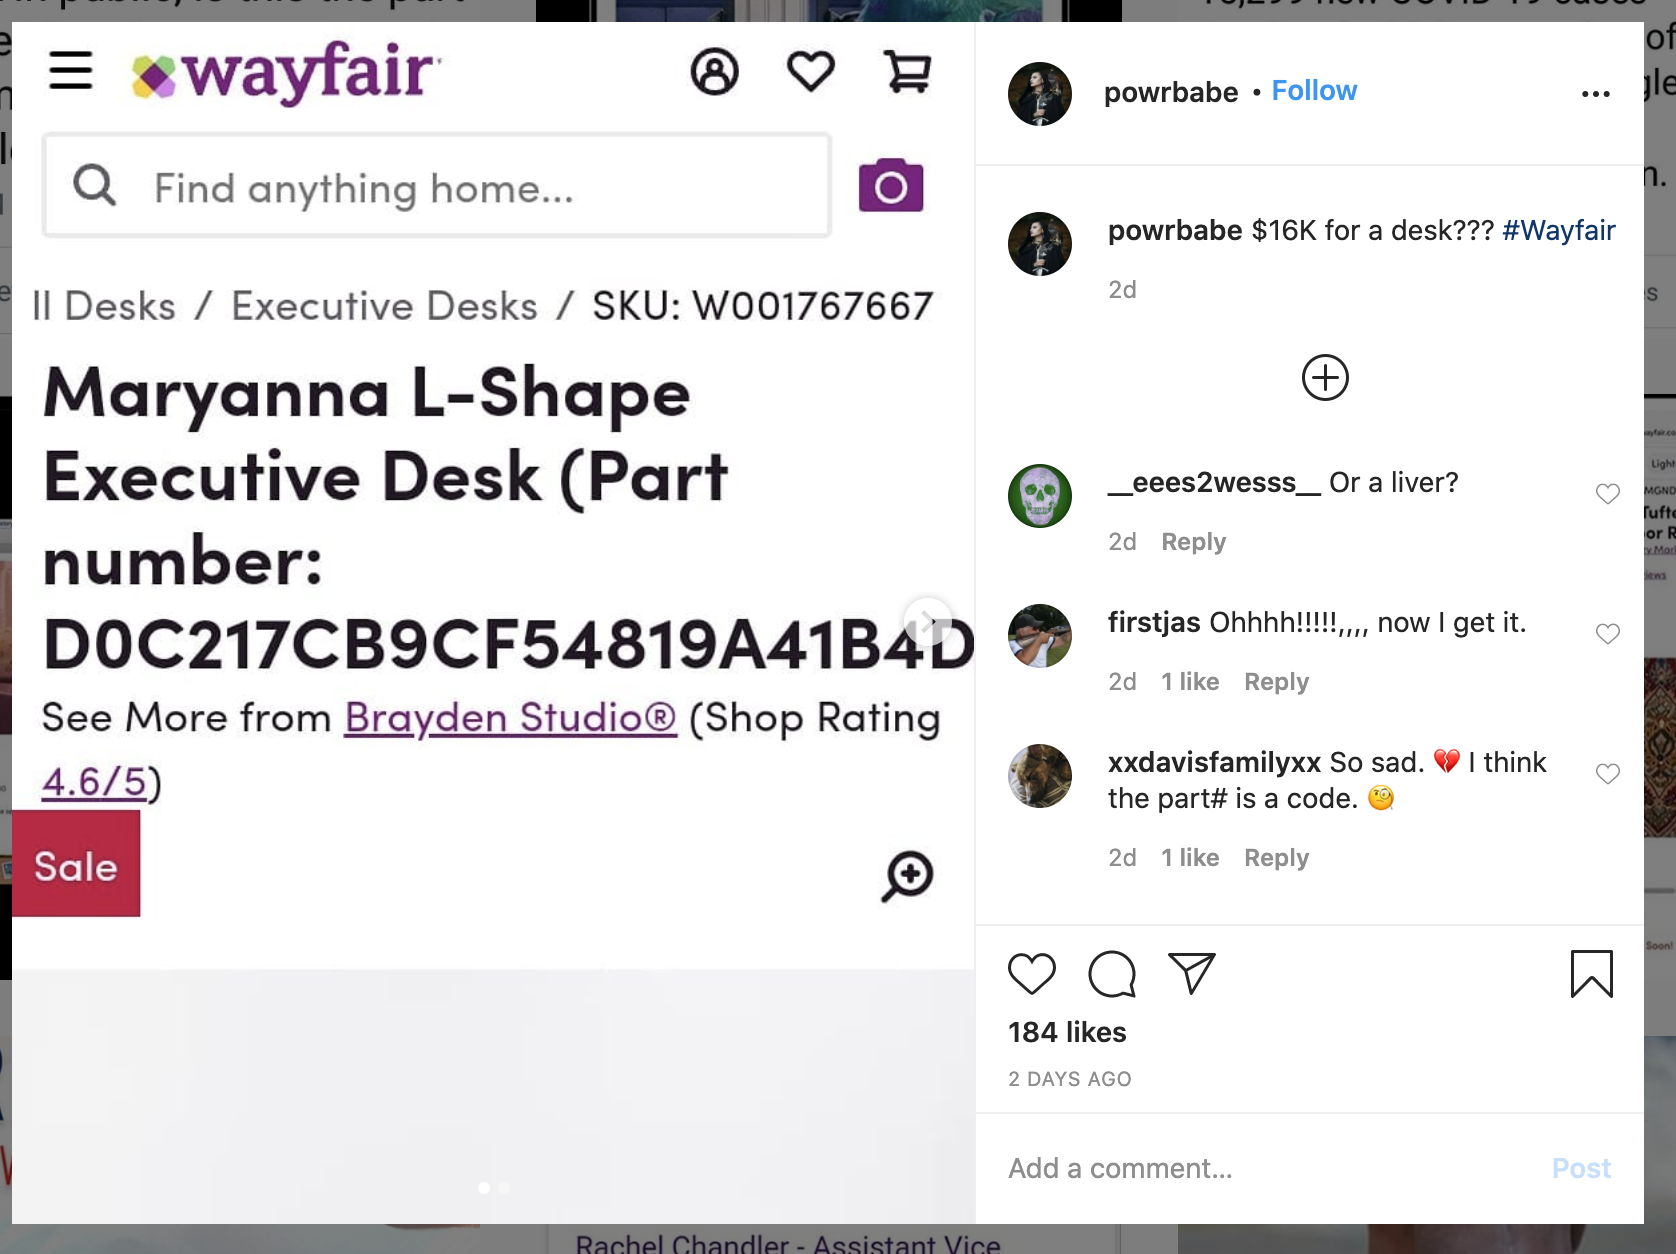 wayfair
Find anything home...
ll Desks / Executive Desks / SKU: W001767667
Maryanna L-Shape
Executive Desk (Part
number:
D0C217CB9CF54819A41B4D
See More from Brayden Studio® (Shop Rating
4.6/5)
Sale
powrbabe • Follow
powrbabe $16K for a desk??? #Wayfair
2d
__eees2wesss__ Or a liver?
2d Reply
firstjas Ohhhh!!!!!,,,, now I get it.
2d 1 like Reply
xxdavisfamilyxx So sad. 💔 I think
the part# is a code. 🧐
2d 1 like Reply
184 likes
2 DAYS AGO
Add a comment... Post
Rachel Chandler - Assistant Vice